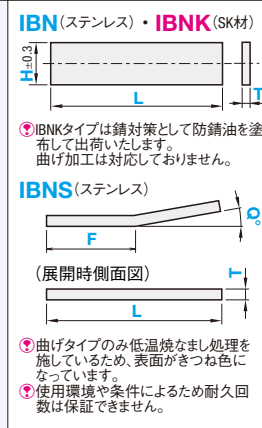 IBN(ステンレス)・IBNK(SK材)
H±0.3
T
L
IBNKタイプは錆対策として防錆油を塗
布して出荷いたします。
曲げ加工は対応しておりません。
IBNS(ステンレス)
Q°
F
(展開時側面図)
T
L
曲げタイプのみ低温焼なまし処理を
施しているため、表面がきつね色に
なっています。
使用環境や条件によるため耐久回
数は保証できません。